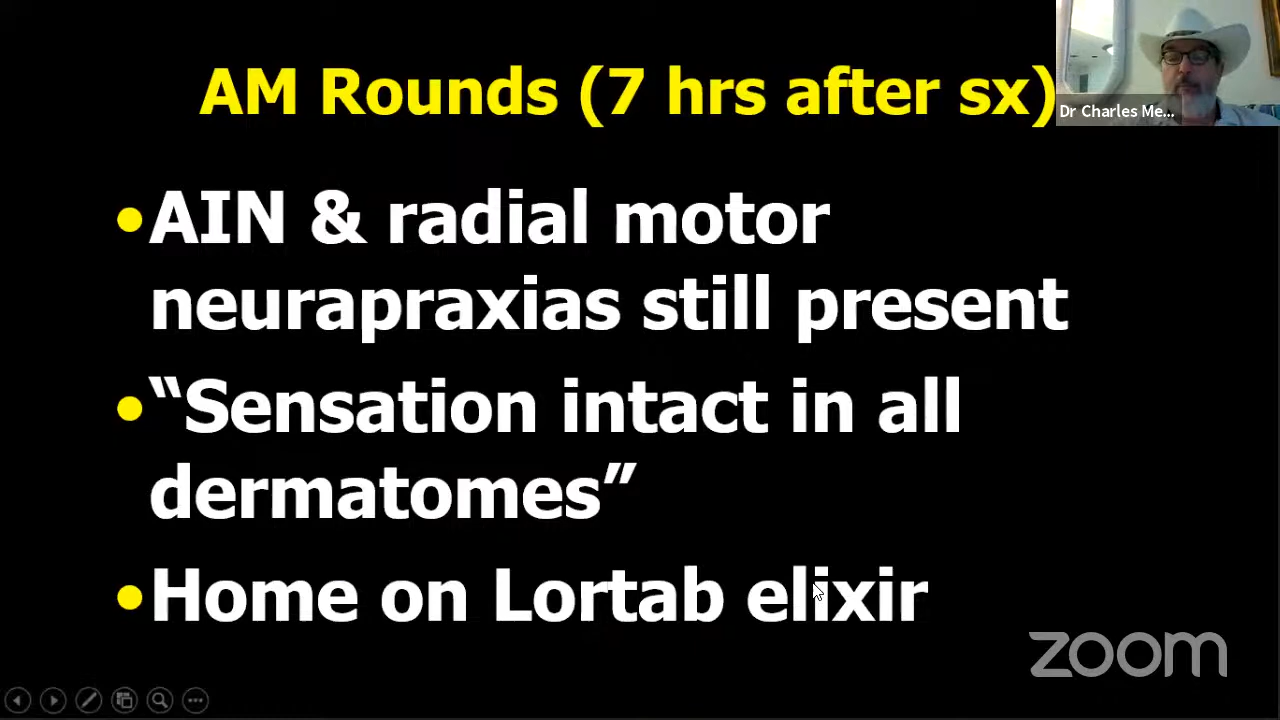 AM Rounds (7 hrs after sx)
Dr Charles Me...
•AIN & radial motor
neurapraxias still present
•“Sensation intact in all
dermatomes”
•Home on Lortab elixir
zoom